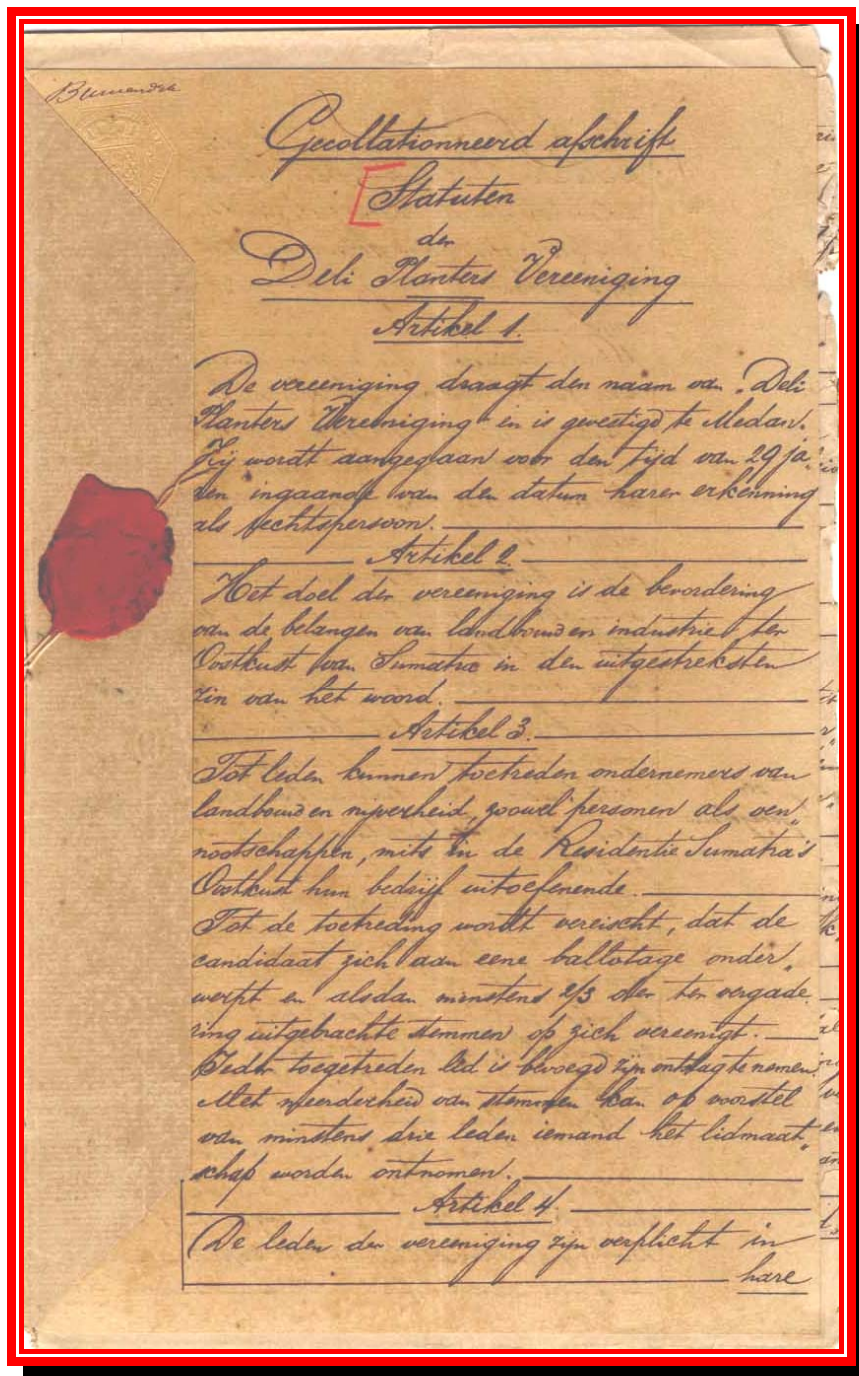 Gecollationneerd afschrift
Statuten
der
Deli Planters Vereeniging
Artikel 1.
De vereeniging draagt den naam van "Deli
Planters Vereeniging" en is gevestigd te Medan.
Zij wordt aangegaan voor den tijd van 29 ja„
ren ingaande van den datum harer erkenning
als rechtspersoon.
Artikel 2.
Het doel der vereeniging is de bevordering
van de belangen van landbouw en industrie ter
Oostkust van Sumatra in den uitgestreksten
zin van het woord.
Artikel 3.
Tot leden kunnen toetreden ondernemers van
landbouw en nijverheid, zoowel personen als ven„
nootschappen, mits in de Residentie Sumatra's
Oostkust hun bedrijf uitoefenende.
Tot de toetreding wordt vereischt, dat de
candidaat zich aan eene ballotage onder„
werpt en alsdan minstens 2/3 der ter vergade„
ring uitgebrachte stemmen op zich vereenigt.
Ieder toegetreden lid is bevoegd zijn ontslag te nemen.
Met meerderheid van stemmen kan op voorstel
van minstens drie leden iemand het lidmaat„
schap worden ontnomen.
Artikel 4.
De leden der vereeniging zijn verplicht in
hare